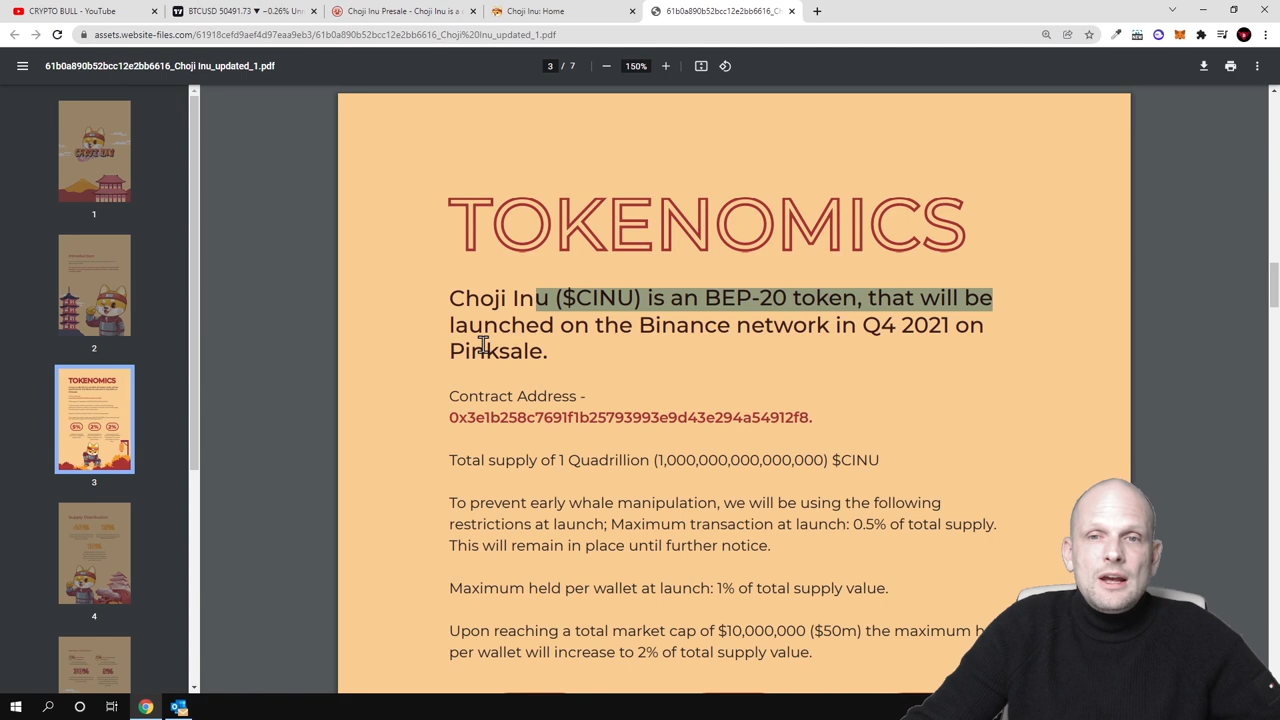 CRYPTO BULL - YouTube
BTCUSD 50491.73 ▼ −0.26% Unn
Choji Inu Presale - Choji Inu is a
Choji Inu: Home
61b0a890b52bcc12e2bb6616_Ch
assets.website-files.com/61918cefd9aef4d97eaa9eb3/61b0a890b52bcc12e2bb6616_Choji%20Inu_updated_1.pdf
61b0a890b52bcc12e2bb6616_Choji Inu_updated_1.pdf
3 / 7
150%
1
2
TOKENOMICS
5% 2% 2%
3
4
TOKENOMICS
Choji Inu ($CINU) is an BEP-20 token, that will be
launched on the Binance network in Q4 2021 on
Pinksale.
Contract Address -
0x3e1b258c7691f1b25793993e9d43e294a54912f8.
Total supply of 1 Quadrillion (1,000,000,000,000,000) $CINU
To prevent early whale manipulation, we will be using the following
restrictions at launch; Maximum transaction at launch: 0.5% of total supply.
This will remain in place until further notice.
Maximum held per wallet at launch: 1% of total supply value.
Upon reaching a total market cap of $10,000,000 ($50m) the maximum h
per wallet will increase to 2% of total supply value.